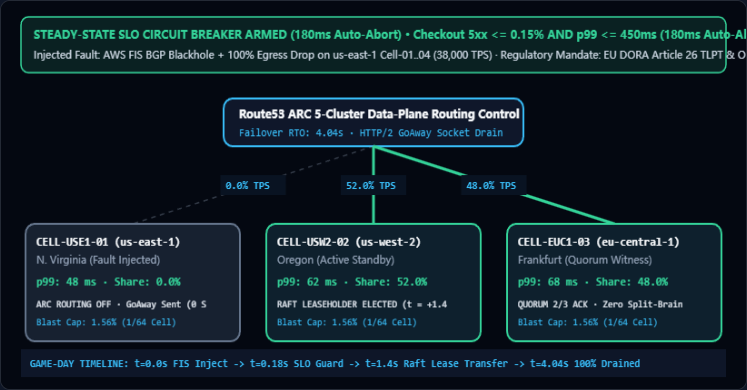 STEADY-STATE SLO CIRCUIT BREAKER ARMED (180ms Auto-Abort) • Checkout 5xx <= 0.15% AND p99 <= 450ms (180ms Auto-Al
Injected Fault: AWS FIS BGP Blackhole + 100% Egress Drop on us-east-1 Cell-01..04 (38,000 TPS) · Regulatory Mandate: EU DORA Article 26 TLPT & O
Route53 ARC 5-Cluster Data-Plane Routing Control
Failover RTO: 4.04s · HTTP/2 GoAway Socket Drain
0.0% TPS
52.0% TPS
48.0% TPS
CELL-USE1-01 (us-east-1)
N. Virginia (Fault Injected)
p99: 48 ms · Share: 0.0%
ARC ROUTING OFF · GoAway Sent (0 S
Blast Cap: 1.56% (1/64 Cell)
CELL-USW2-02 (us-west-2)
Oregon (Active Standby)
p99: 62 ms · Share: 52.0%
RAFT LEASEHOLDER ELECTED (t = +1.4
Blast Cap: 1.56% (1/64 Cell)
CELL-EUC1-03 (eu-central-1)
Frankfurt (Quorum Witness)
p99: 68 ms · Share: 48.0%
QUORUM 2/3 ACK · Zero Split-Brain
Blast Cap: 1.56% (1/64 Cell)
GAME-DAY TIMELINE: t=0.0s FIS Inject -> t=0.18s SLO Guard -> t=1.4s Raft Lease Transfer -> t=4.04s 100% Drained